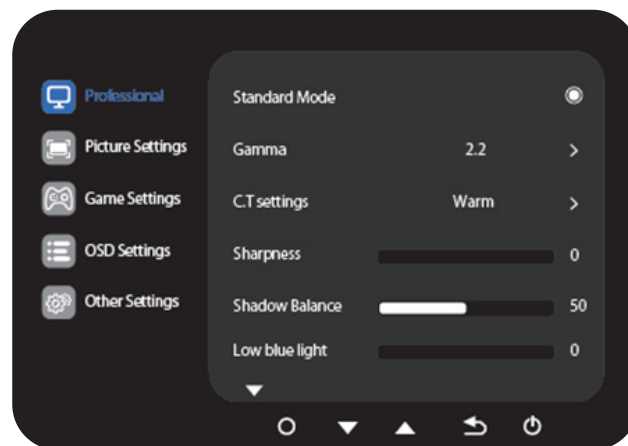 Professional
Picture Settings
Game Settings
OSD Settings
Other Settings
Standard Mode
Gamma 2.2 >
C.T settings Warm >
Sharpness 0
Shadow Balance 50
Low blue light 0